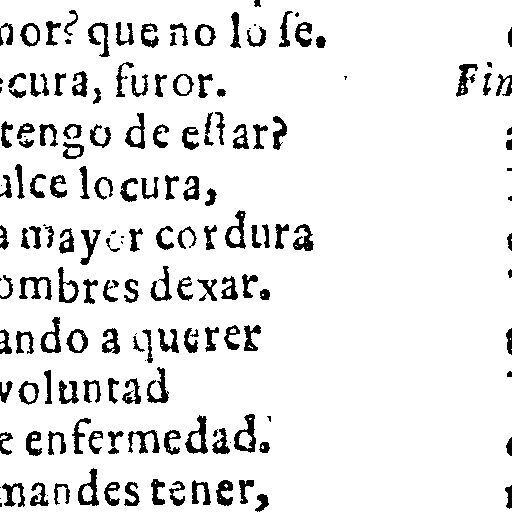 mor? que no lo ſe.
ocura, furor.
tengo de eſtar?
ulce locura,
a mayor cordura
ombres dexar.
ando a querer
voluntad
e enfermedad.
mandes tener,
Fin